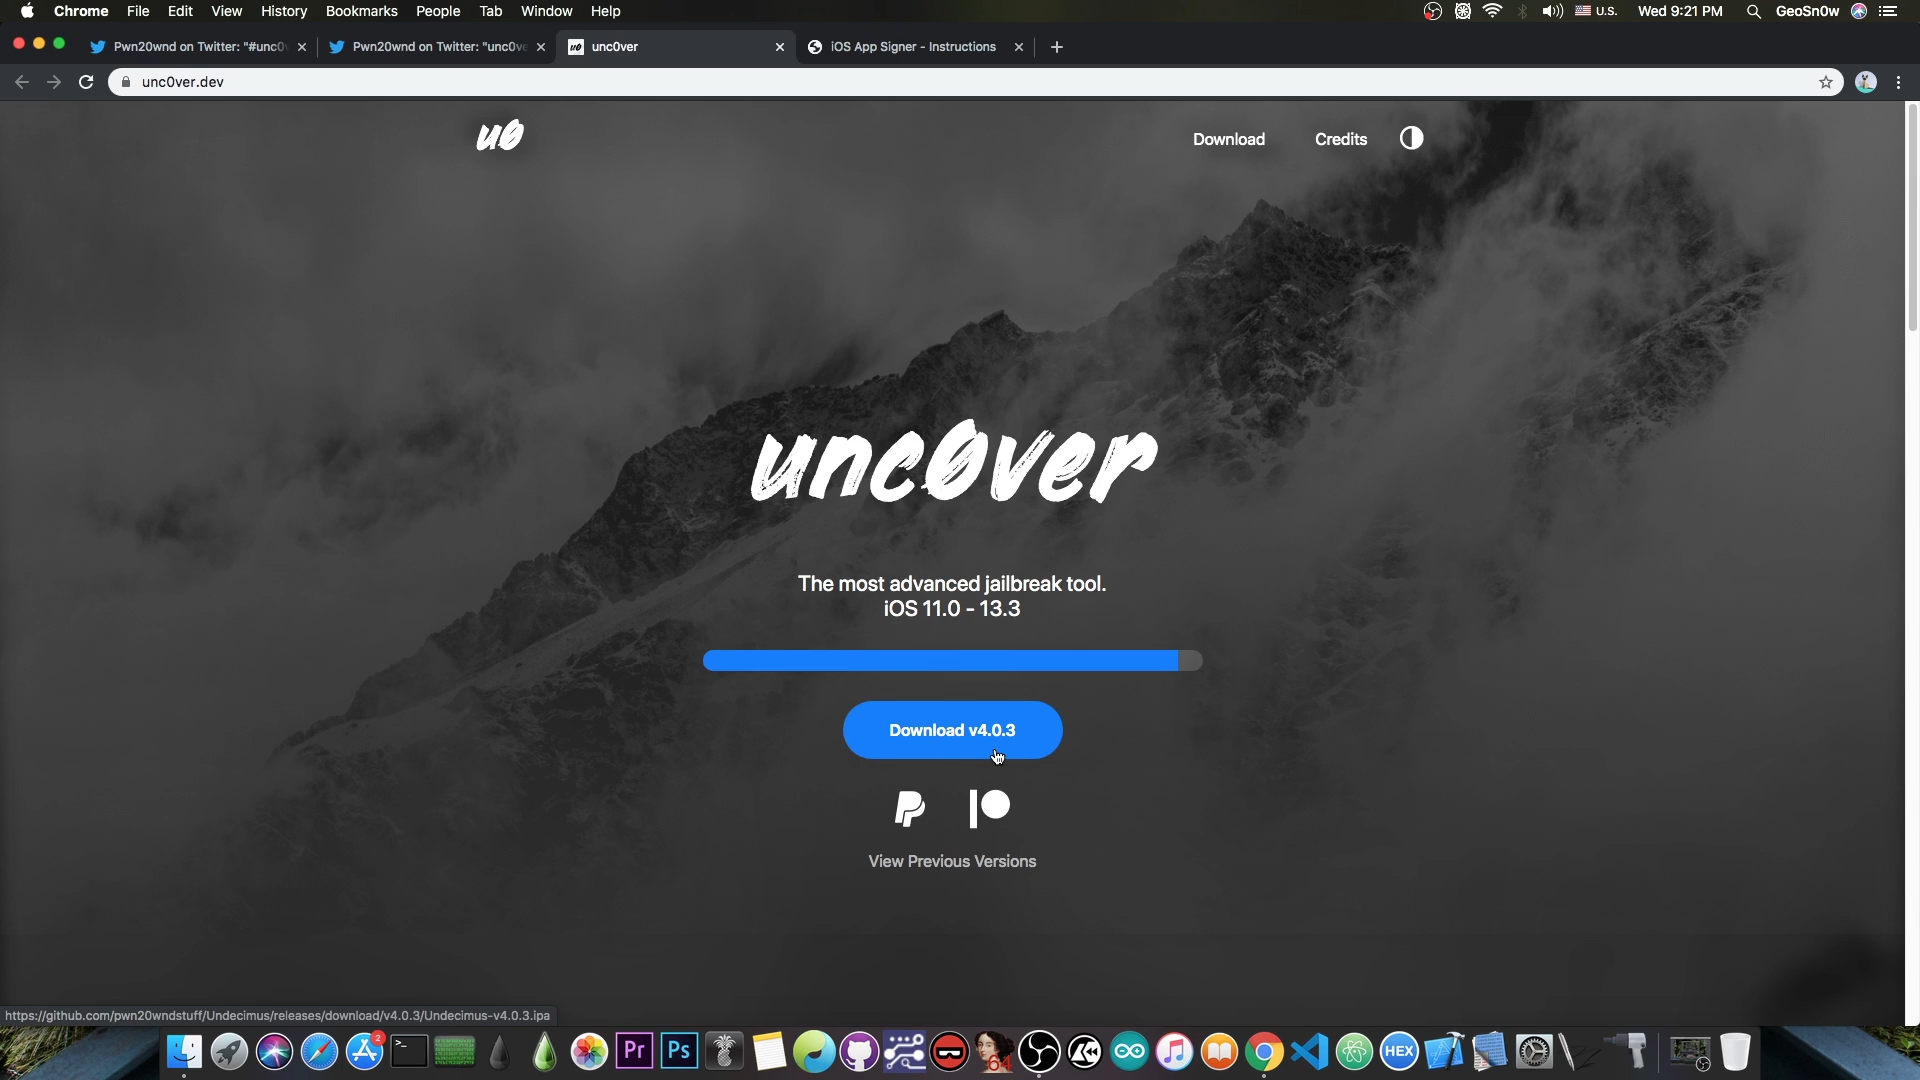 Chrome File Edit View History Bookmarks People Tab Window Help
U.S. Wed 9:21 PM GeoSn0w
Pwn20wnd on Twitter: "#unc0 Pwn20wnd on Twitter: "unc0ve unc0ver iOS App Signer - Instructions
unc0ver.dev
u0 Download Credits
unc0ver
The most advanced jailbreak tool.
iOS 11.0 - 13.3
Download v4.0.3
View Previous Versions
https://github.com/pwn20wndstuff/Undecimus/releases/download/v4.0.3/Undecimus-v4.0.3.ipa
2
Pr Ps 64 HEX